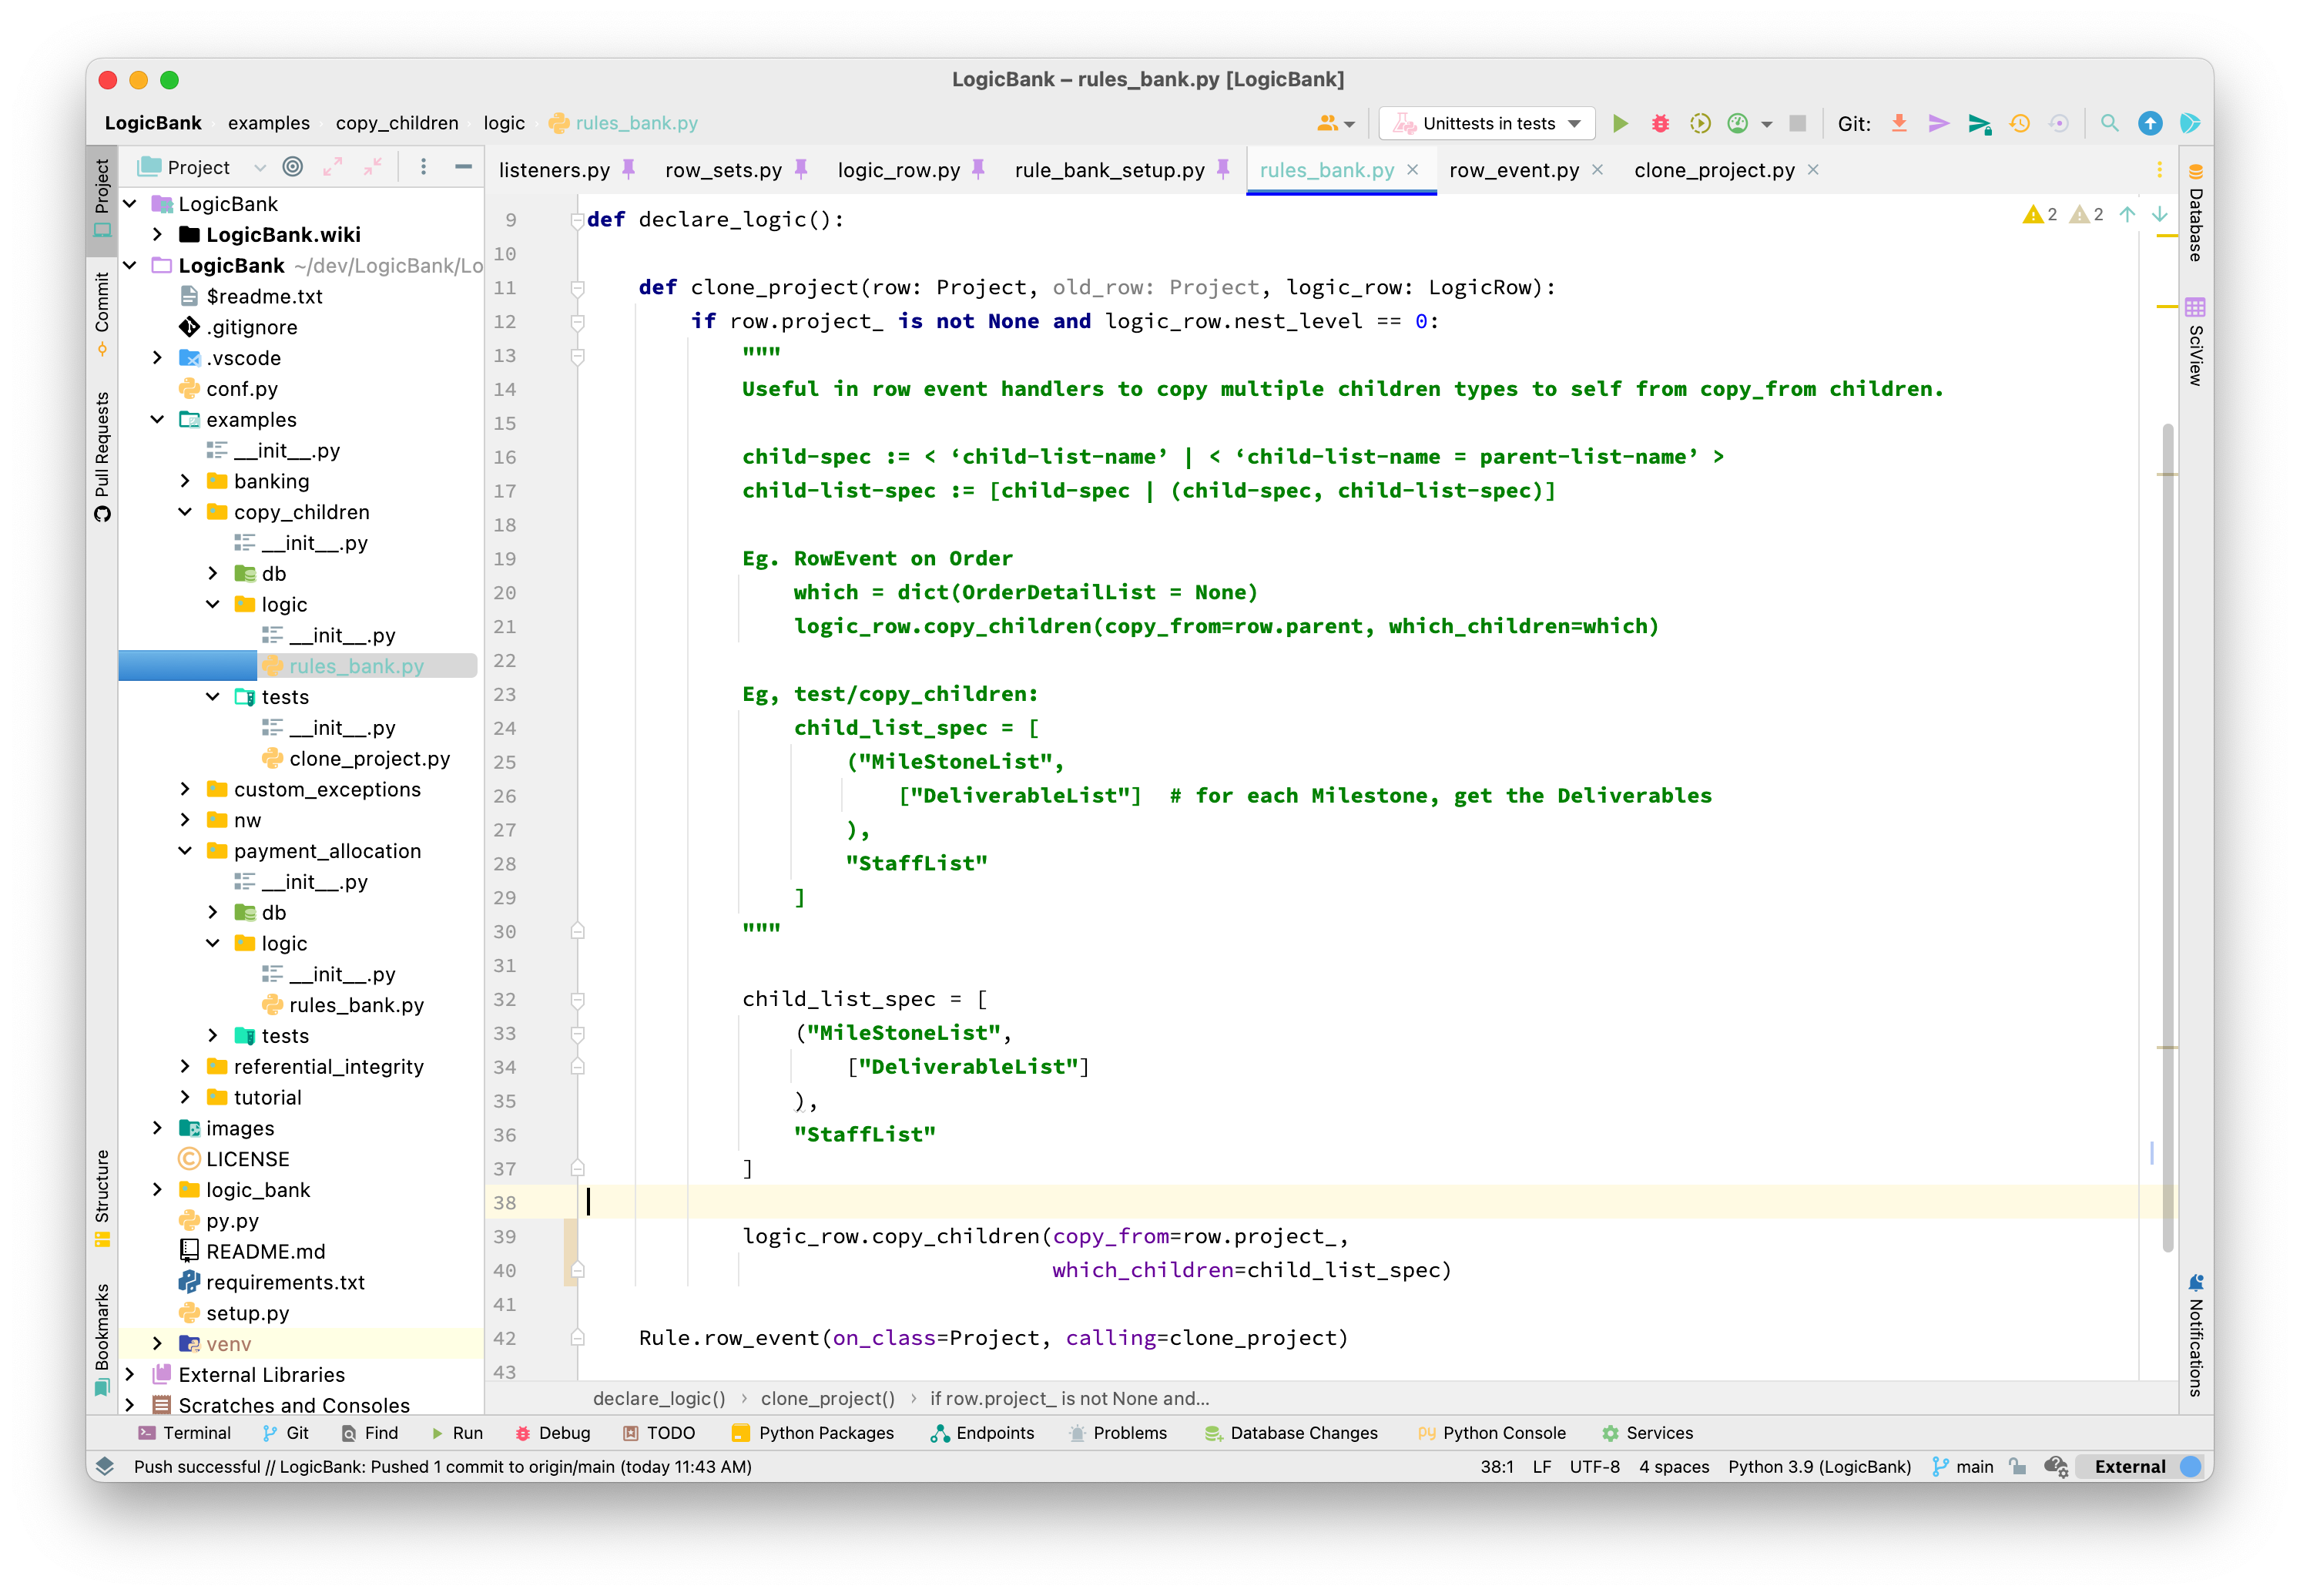 LogicBank – rules_bank.py [LogicBank]
LogicBank examples copy_children logic rules_bank.py
Unittests in tests
Git:
Project
listeners.py row_sets.py logic_row.py rule_bank_setup.py rules_bank.py row_event.py clone_project.py
Project
Commit
Pull Requests
Structure
Bookmarks
LogicBank
LogicBank.wiki
LogicBank ~/dev/LogicBank/Lo
$readme.txt
.gitignore
.vscode
conf.py
examples
__init__.py
banking
copy_children
__init__.py
db
logic
__init__.py
rules_bank.py
tests
__init__.py
clone_project.py
custom_exceptions
nw
payment_allocation
__init__.py
db
logic
__init__.py
rules_bank.py
tests
referential_integrity
tutorial
images
LICENSE
logic_bank
py.py
README.md
requirements.txt
setup.py
venv
External Libraries
Scratches and Consoles
2 2
9 def declare_logic():
10
11 def clone_project(row: Project, old_row: Project, logic_row: LogicRow):
12 if row.project_ is not None and logic_row.nest_level == 0:
13 """
14 Useful in row event handlers to copy multiple children types to self from copy_from children.
15
16 child-spec := < ‘child-list-name’ | < ‘child-list-name = parent-list-name’ >
17 child-list-spec := [child-spec | (child-spec, child-list-spec)]
18
19 Eg. RowEvent on Order
20 which = dict(OrderDetailList = None)
21 logic_row.copy_children(copy_from=row.parent, which_children=which)
22
23 Eg, test/copy_children:
24 child_list_spec = [
25 ("MileStoneList",
26 ["DeliverableList"] # for each Milestone, get the Deliverables
27 ),
28 "StaffList"
29 ]
30 """
31
32 child_list_spec = [
33 ("MileStoneList",
34 ["DeliverableList"]
35 ),
36 "StaffList"
37 ]
38
39 logic_row.copy_children(copy_from=row.project_,
40 which_children=child_list_spec)
41
42 Rule.row_event(on_class=Project, calling=clone_project)
43
Database
SciView
Notifications
declare_logic() › clone_project() › if row.project_ is not None and...
Terminal Git Find Run Debug TODO Python Packages Endpoints Problems Database Changes Python Console Services
Push successful // LogicBank: Pushed 1 commit to origin/main (today 11:43 AM) 38:1 LF UTF-8 4 spaces Python 3.9 (LogicBank) main External